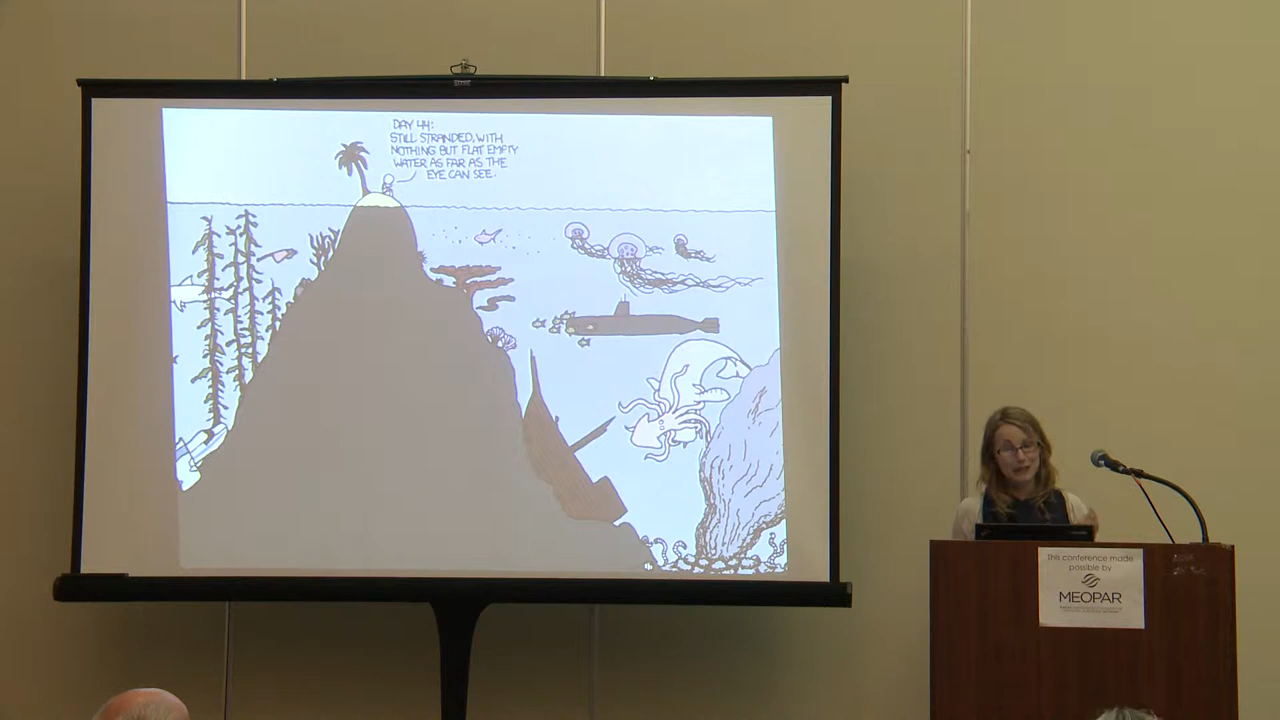 DAY 44:
STILL STRANDED, WITH
NOTHING BUT FLAT EMPTY
WATER AS FAR AS THE
EYE CAN SEE.
This conference made
possible by
MEOPAR